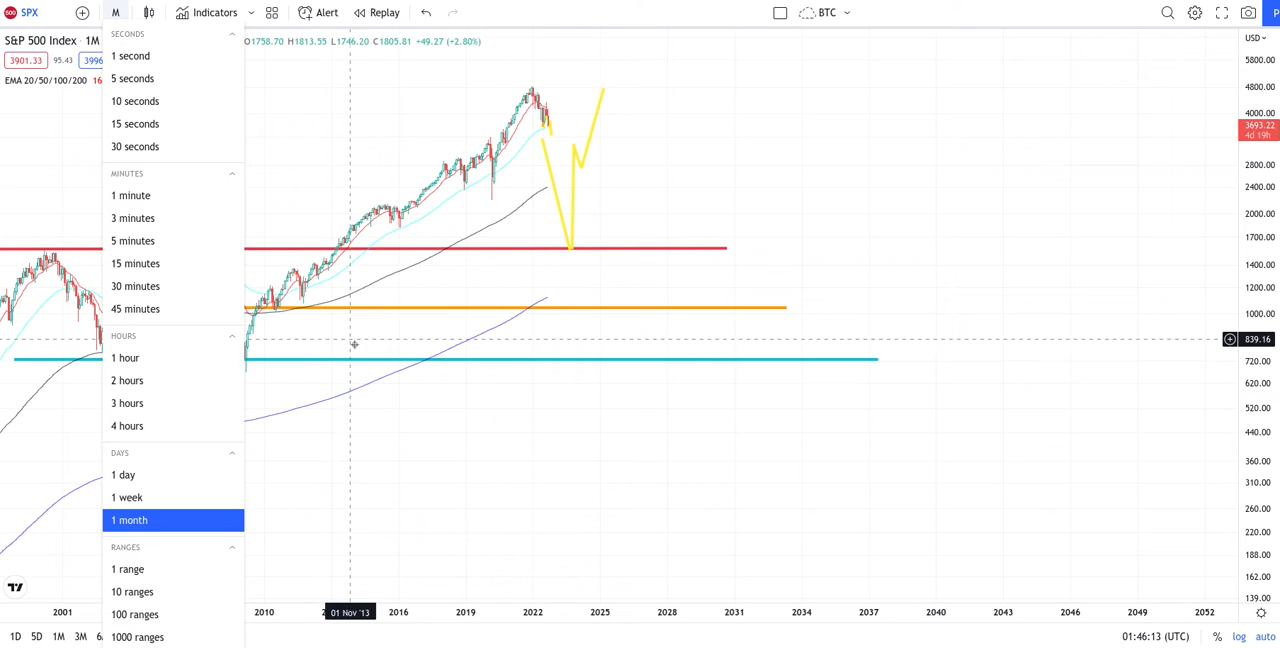 500 SPX M Indicators Alert Replay BTC P
S&P 500 Index · 1M O1758.70 H1813.55 L1746.20 C1805.81 +49.27 (+2.80%) USD
3901.33 95.43 3996
EMA 20/50/100/200 16
SECONDS
1 second
5 seconds
10 seconds
15 seconds
30 seconds
MINUTES
1 minute
3 minutes
5 minutes
15 minutes
30 minutes
45 minutes
HOURS
1 hour
2 hours
3 hours
4 hours
DAYS
1 day
1 week
1 month
RANGES
1 range
10 ranges
100 ranges
1000 ranges
5800.00
4800.00
4000.00
3693.22
4d 19h
2800.00
2400.00
2000.00
1700.00
1400.00
1200.00
1000.00
839.16
720.00
620.00
520.00
440.00
360.00
310.00
260.00
220.00
188.00
162.00
139.00
2001 2010 01 Nov '13 2016 2019 2022 2025 2028 2031 2034 2037 2040 2043 2046 2049 2052
1D 5D 1M 3M 01:46:13 (UTC) % log auto